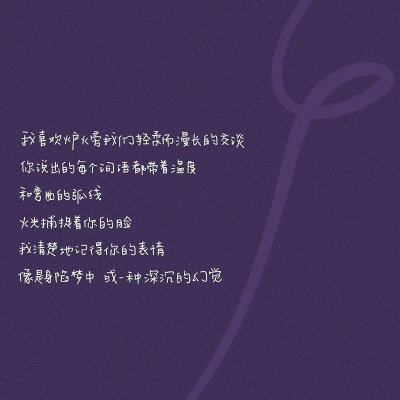 我喜欢炉火旁我们轻柔而漫长的交谈
你说出的每个词语都带着温度
和弯曲的弧线
火光捕捉着你的脸
我清楚地记得你的表情
像是身陷梦中 或一种深沉的幻觉